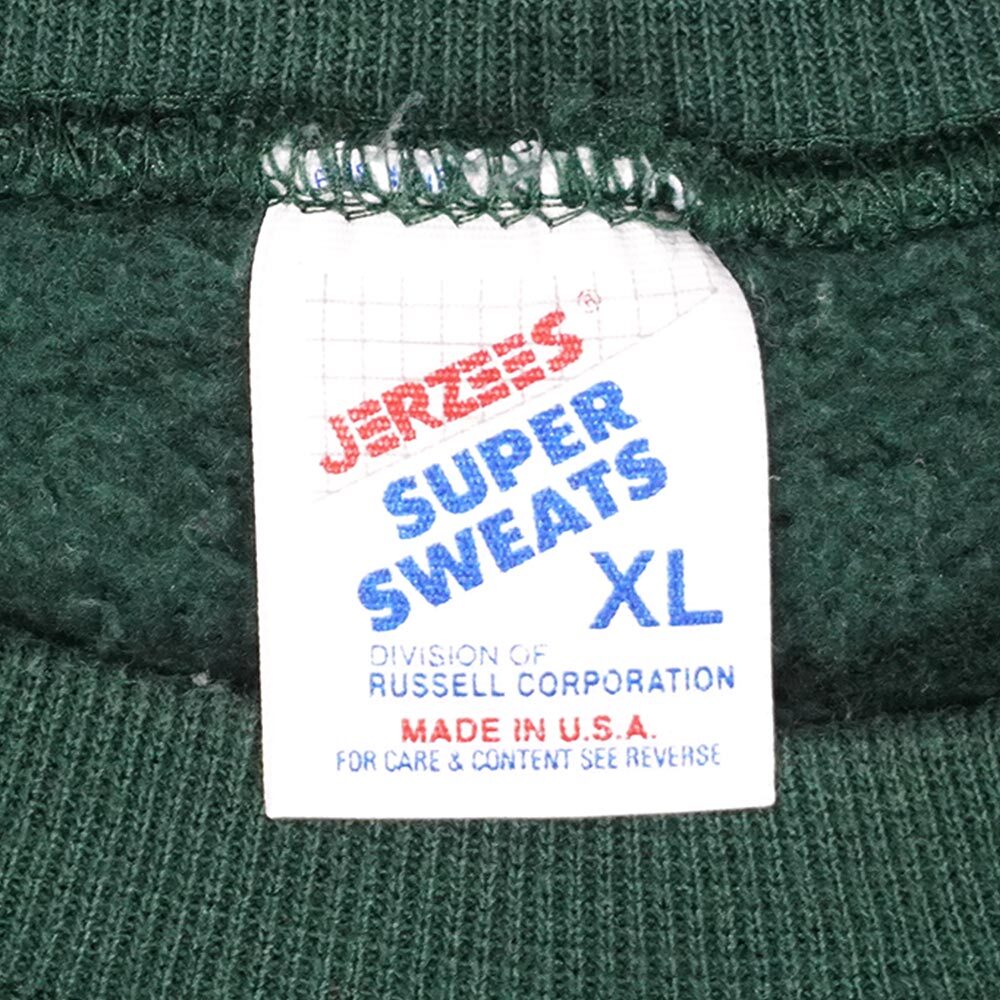 JERZEES®
SUPER
SWEATS
XL
DIVISION OF
RUSSELL CORPORATION
MADE IN U.S.A.
FOR CARE & CONTENT SEE REVERSE